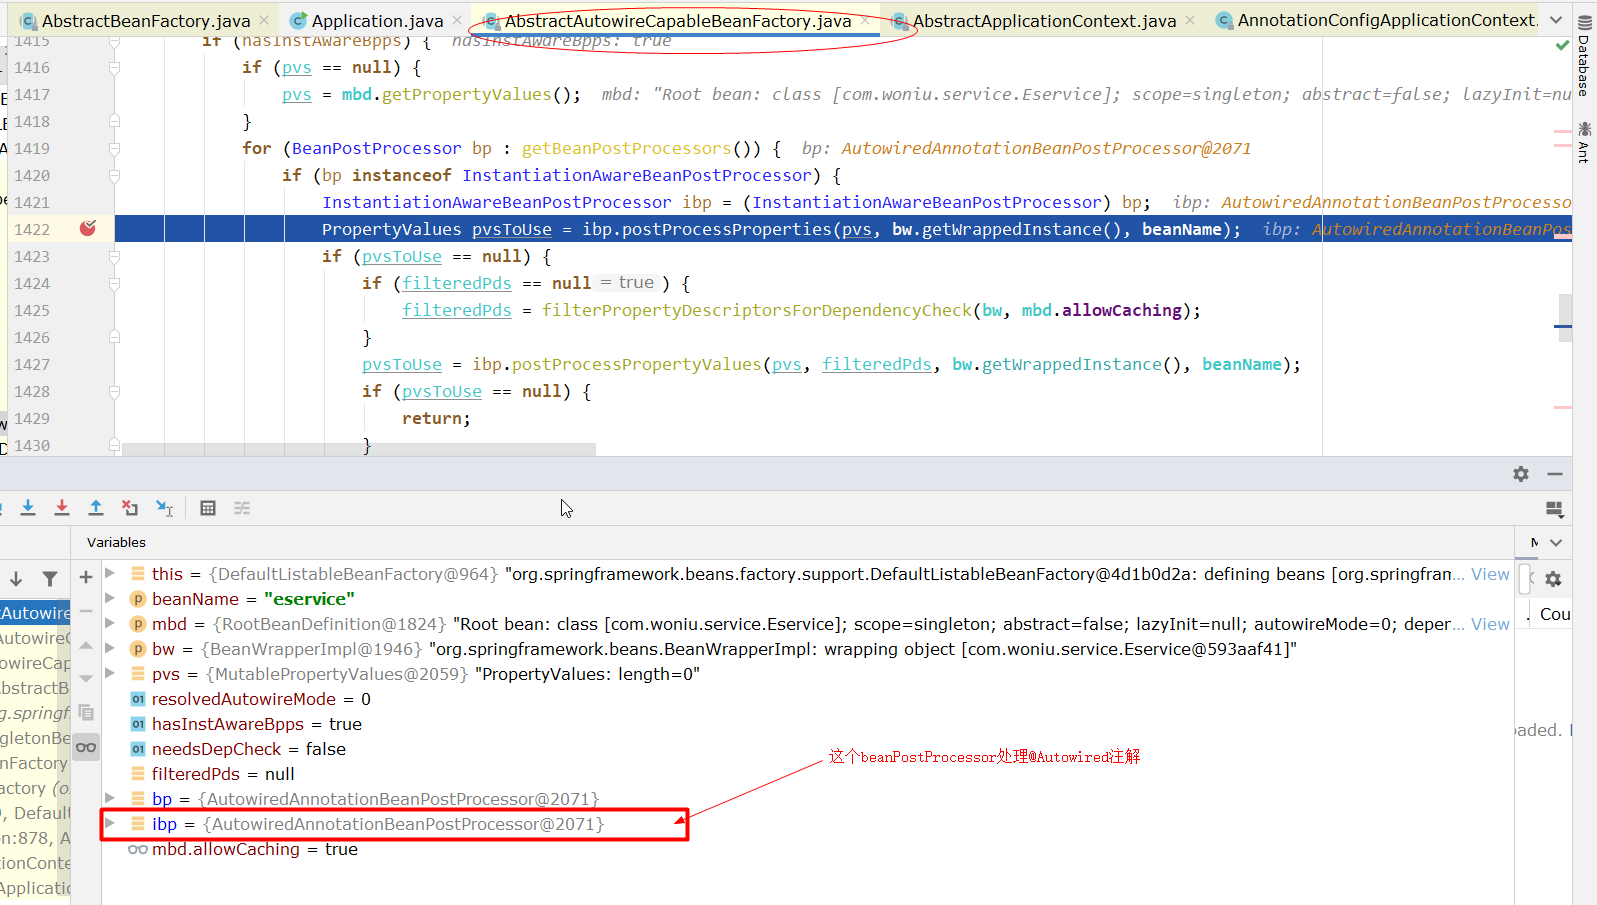 AbstractBeanFactory.java
Application.java
AbstractAutowireCapableBeanFactory.java
AbstractApplicationContext.java
AnnotationConfigApplicationContext.
1415 if (hasInstAwareBpps) { hasInstAwareBpps: true
1416 if (pvs == null) {
1417 pvs = mbd.getPropertyValues(); mbd: "Root bean: class [com.woniu.service.Eservice]; scope=singleton; abstract=false; lazyInit=nu
1418 }
1419 for (BeanPostProcessor bp : getBeanPostProcessors()) { bp: AutowiredAnnotationBeanPostProcessor@2071
1420 if (bp instanceof InstantiationAwareBeanPostProcessor) {
1421 InstantiationAwareBeanPostProcessor ibp = (InstantiationAwareBeanPostProcessor) bp; ibp: AutowiredAnnotationBeanPostProcesso
1422 PropertyValues pvsToUse = ibp.postProcessProperties(pvs, bw.getWrappedInstance(), beanName); ibp: AutowiredAnnotationBeanPos
1423 if (pvsToUse == null) {
1424 if (filteredPds == null = true ) {
1425 filteredPds = filterPropertyDescriptorsForDependencyCheck(bw, mbd.allowCaching);
1426 }
1427 pvsToUse = ibp.postProcessPropertyValues(pvs, filteredPds, bw.getWrappedInstance(), beanName);
1428 if (pvsToUse == null) {
1429 return;
1430 }
Database
Ant
Variables
this = {DefaultListableBeanFactory@964} "org.springframework.beans.factory.support.DefaultListableBeanFactory@4d1b0d2a: defining beans [org.springfram... View
beanName = "eservice"
mbd = {RootBeanDefinition@1824} "Root bean: class [com.woniu.service.Eservice]; scope=singleton; abstract=false; lazyInit=null; autowireMode=0; depen... View
bw = {BeanWrapperImpl@1946} "org.springframework.beans.BeanWrapperImpl: wrapping object [com.woniu.service.Eservice@593aaf41]"
pvs = {MutablePropertyValues@2059} "PropertyValues: length=0"
resolvedAutowireMode = 0
hasInstAwareBpps = true
needsDepCheck = false
filteredPds = null
bp = {AutowiredAnnotationBeanPostProcessor@2071}
ibp = {AutowiredAnnotationBeanPostProcessor@2071}
mbd.allowCaching = true
这个beanPostProcessor处理@Autowired注解
tAutowire
AutowireC
owireCap
AbstractB
g.springf
gletonBe
nFactory
actory (o
), Default
on:878, A
tionConte
Applicatic
Cou
oaded.